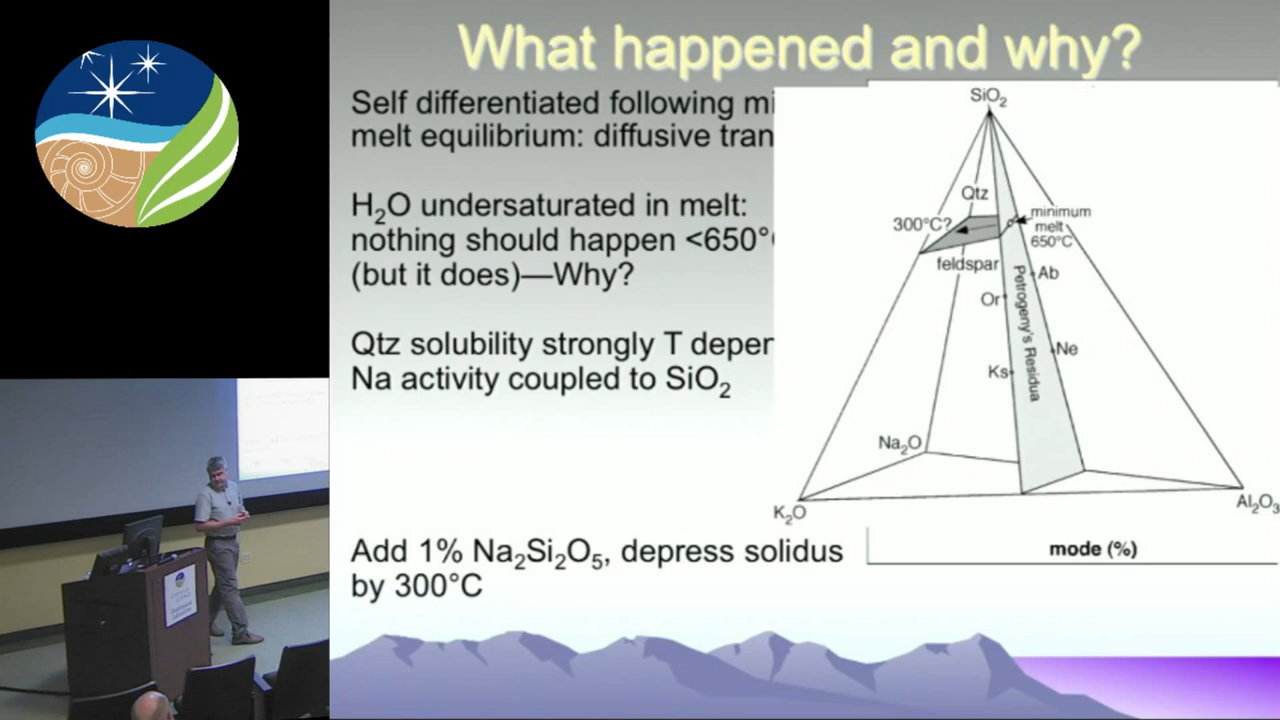 What happened and why?
Self differentiated following mi
melt equilibrium: diffusive tran
H₂O undersaturated in melt:
nothing should happen <650°
(but it does)—Why?
Qtz solubility strongly T deper
Na activity coupled to SiO₂
Add 1% Na₂Si₂O₅, depress solidus
by 300°C
SiO₂
Qtz
300°C?
minimum
melt
650°C
feldspar
Ab
Or
Petrogeny's Residua
Ne
Ks
Na₂O
K₂O
Al₂O₃
mode (%)